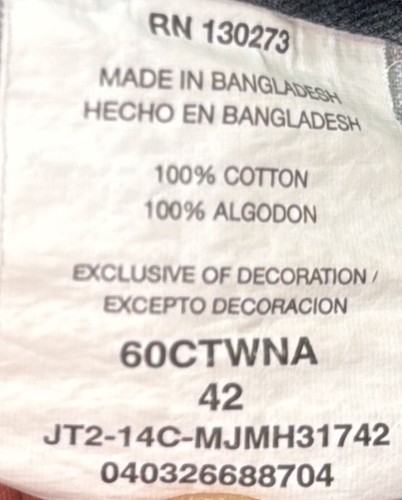 RN 130273
MADE IN BANGLADESH
HECHO EN BANGLADESH
100% COTTON
100% ALGODON
EXCLUSIVE OF DECORATION /
EXCEPTO DECORACION
60CTWNA
42
JT2-14C-MJMH31742
040326688704